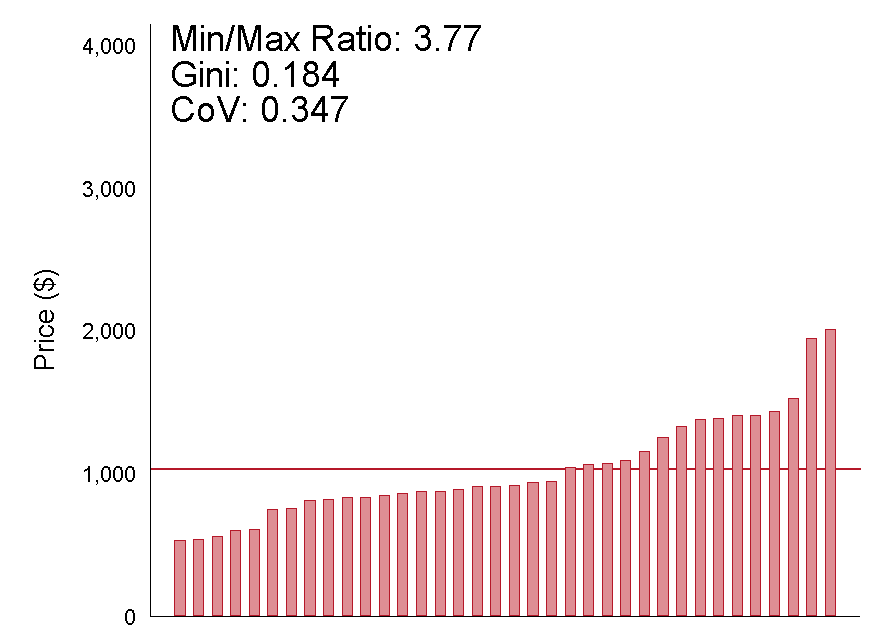 Min/Max Ratio: 3.77
Gini: 0.184
CoV: 0.347
4,000
3,000
2,000
1,000
0
Price ($)